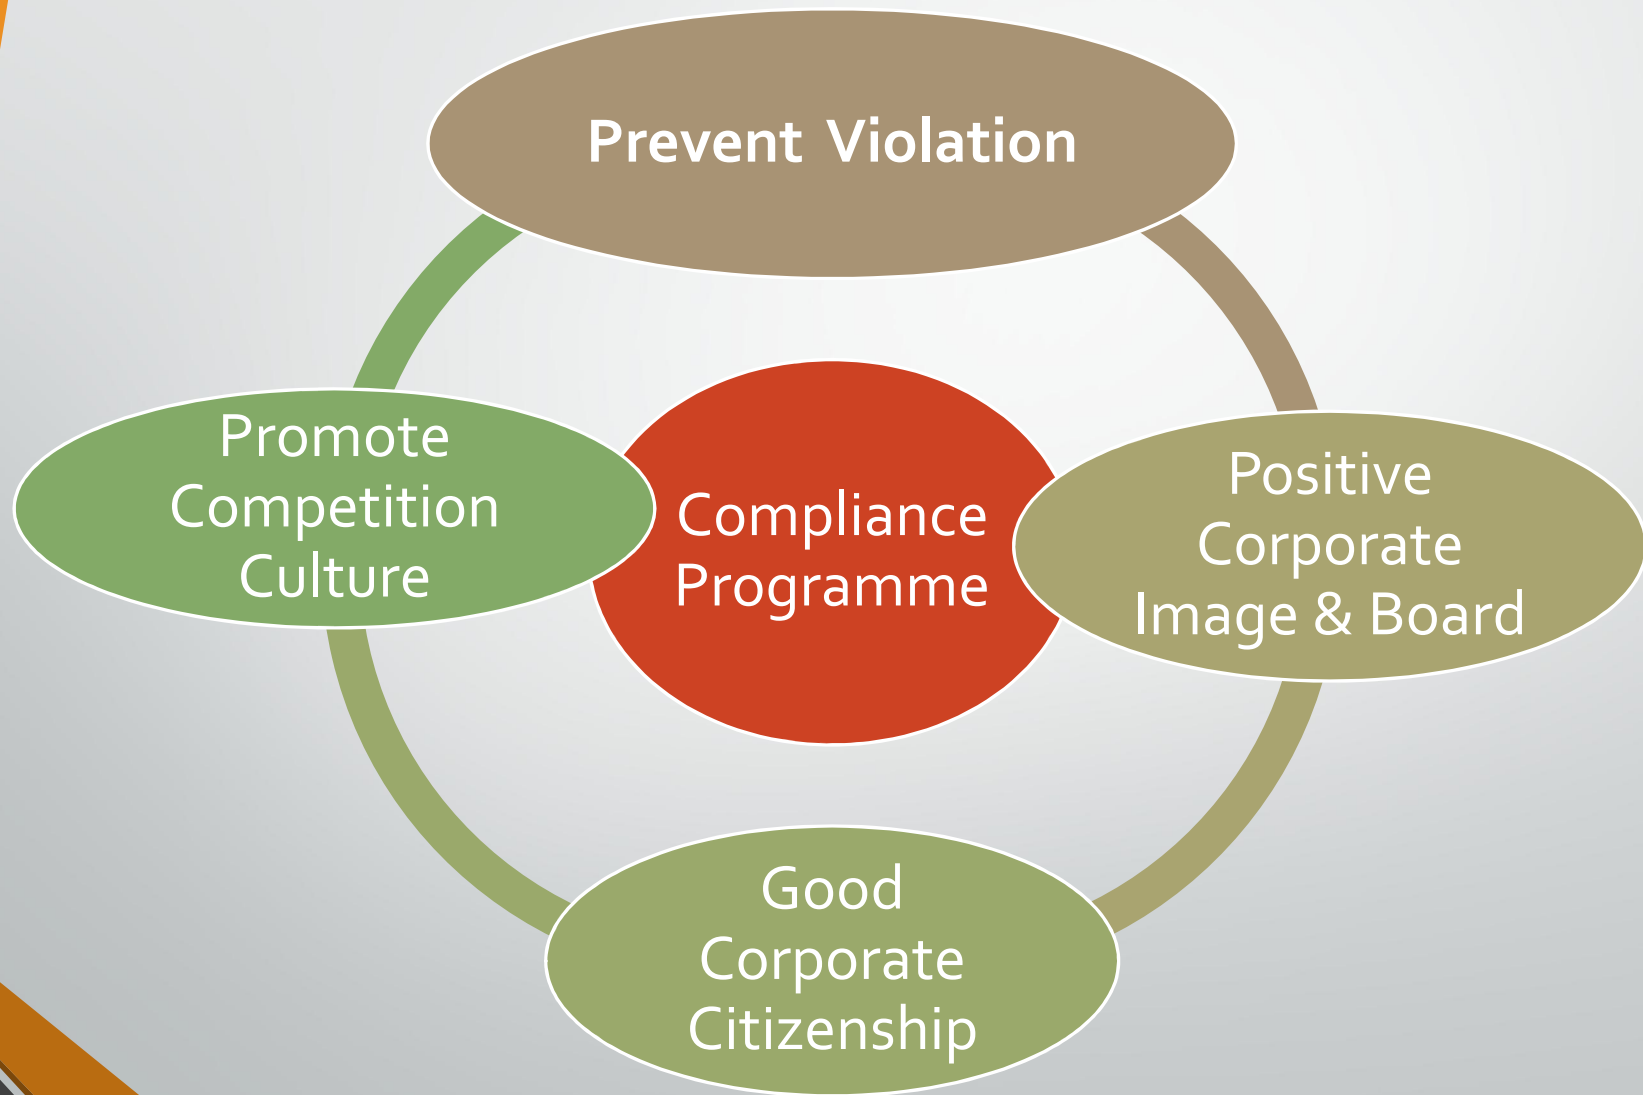 Prevent Violation
Promote
Competition
Culture
Compliance
Programme
Positive
Corporate
Image & Board
Good
Corporate
Citizenship